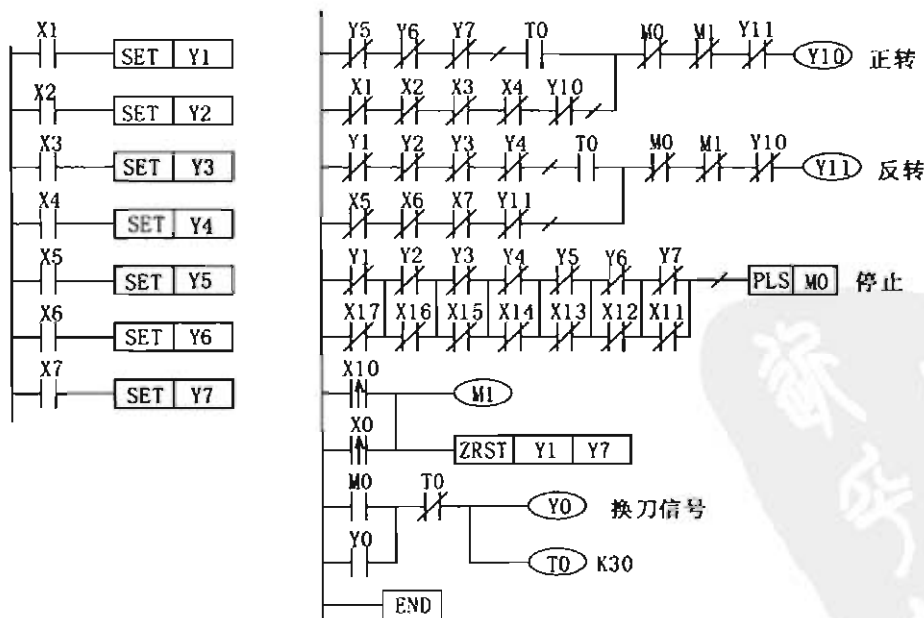 X1
SET Y1
X2
SET Y2
X3
SET Y3
X4
SET Y4
X5
SET Y5
X6
SET Y6
X7
SET Y7
Y5 Y6 Y7 T0 M0 M1 Y11
Y10 正转
X1 X2 X3 X4 Y10
Y1 Y2 Y3 Y4 T0 M0 M1 Y10
Y11 反转
X5 X6 X7 Y11
Y1 Y2 Y3 Y4 Y5 Y6 Y7
PLS M0 停止
X17 X16 X15 X14 X13 X12 X11
X10
M1
X0
ZRST Y1 Y7
M0 T0
Y0 换刀信号
Y0
T0 K30
END